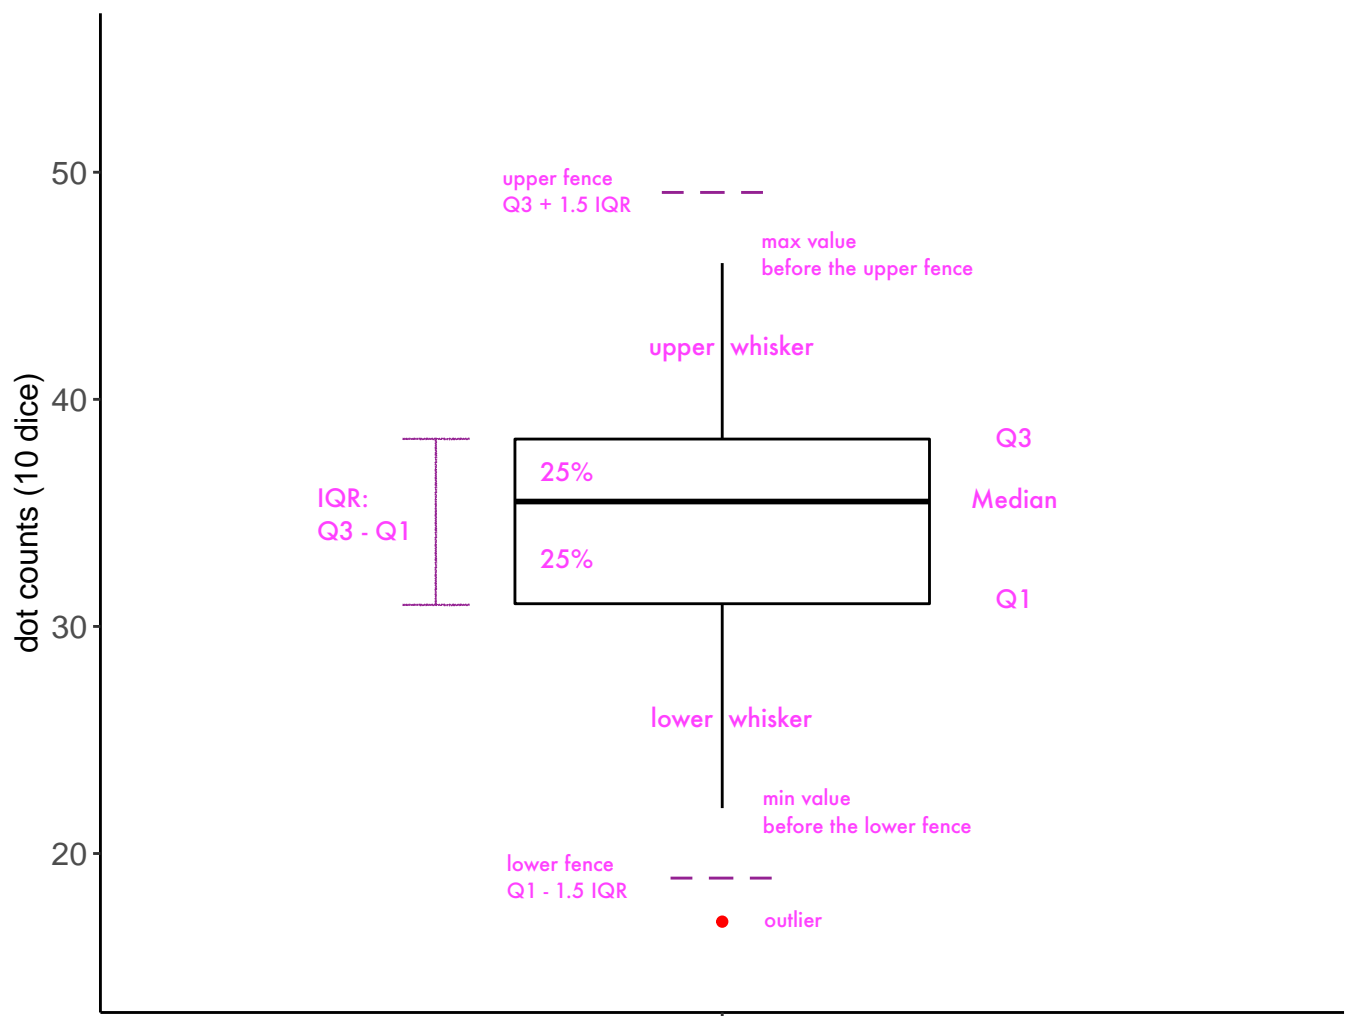 50
upper fence
Q3 + 1.5 IQR
max value
before the upper fence
upper whisker
40
Q3
25%
IQR:
Q3 - Q1
Median
25%
Q1
30
dot counts (10 dice)
lower whisker
min value
before the lower fence
20
lower fence
Q1 - 1.5 IQR
outlier